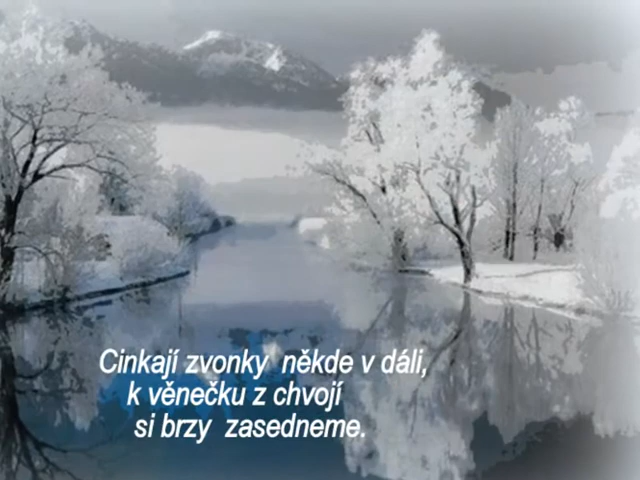 Cinkají zvonky někde v dáli,
k věnečku z chvojí
si brzy zasedneme.